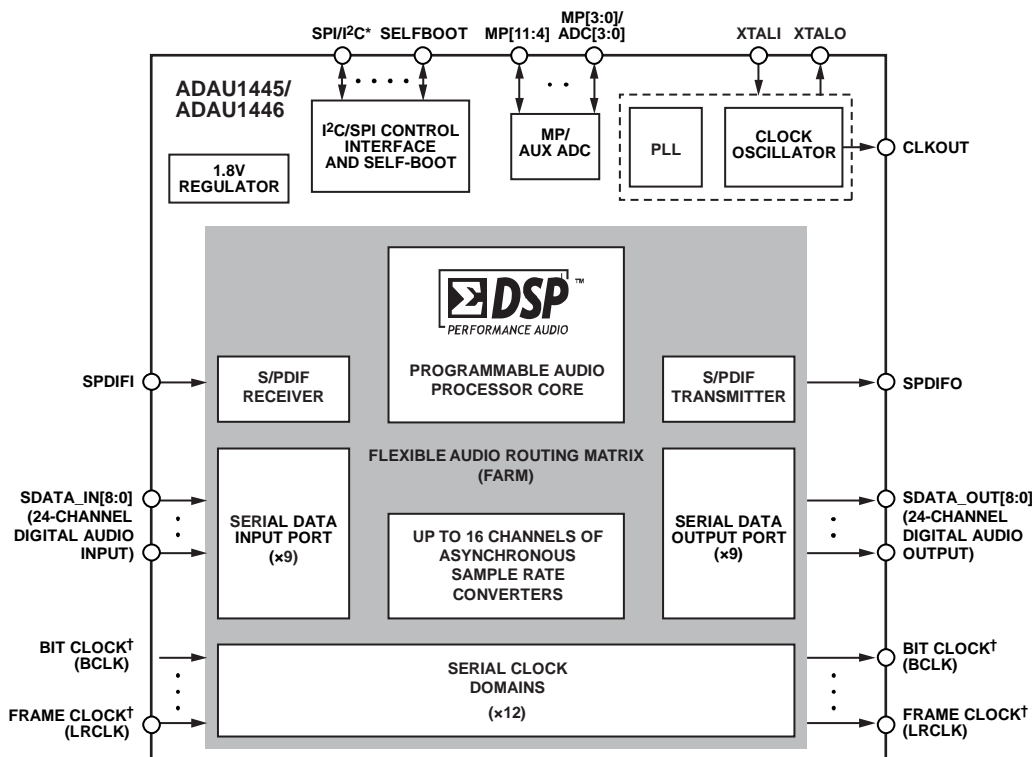 SPI/I2C* SELFBOOT MP[11:4] MP[3:0]/
ADC[3:0] XTALI XTALO
ADAU1445/
ADAU1446
I2C/SPI CONTROL
INTERFACE
AND SELF-BOOT
MP/
AUX ADC
PLL
CLOCK
OSCILLATOR
CLKOUT
1.8V
REGULATOR
ΣDSP™
PERFORMANCE AUDIO
PROGRAMMABLE AUDIO
PROCESSOR CORE
SPDIFI
S/PDIF
RECEIVER
S/PDIF
TRANSMITTER
SPDIFO
FLEXIBLE AUDIO ROUTING MATRIX
(FARM)
SDATA_IN[8:0]
(24-CHANNEL
DIGITAL AUDIO
INPUT)
SERIAL DATA
INPUT PORT
(×9)
UP TO 16 CHANNELS OF
ASYNCHRONOUS
SAMPLE RATE
CONVERTERS
SERIAL DATA
OUTPUT PORT
(×9)
SDATA_OUT[8:0]
(24-CHANNEL
DIGITAL AUDIO
OUTPUT)
BIT CLOCK†
(BCLK)
FRAME CLOCK†
(LRCLK)
SERIAL CLOCK
DOMAINS
(×12)
BIT CLOCK†
(BCLK)
FRAME CLOCK†
(LRCLK)